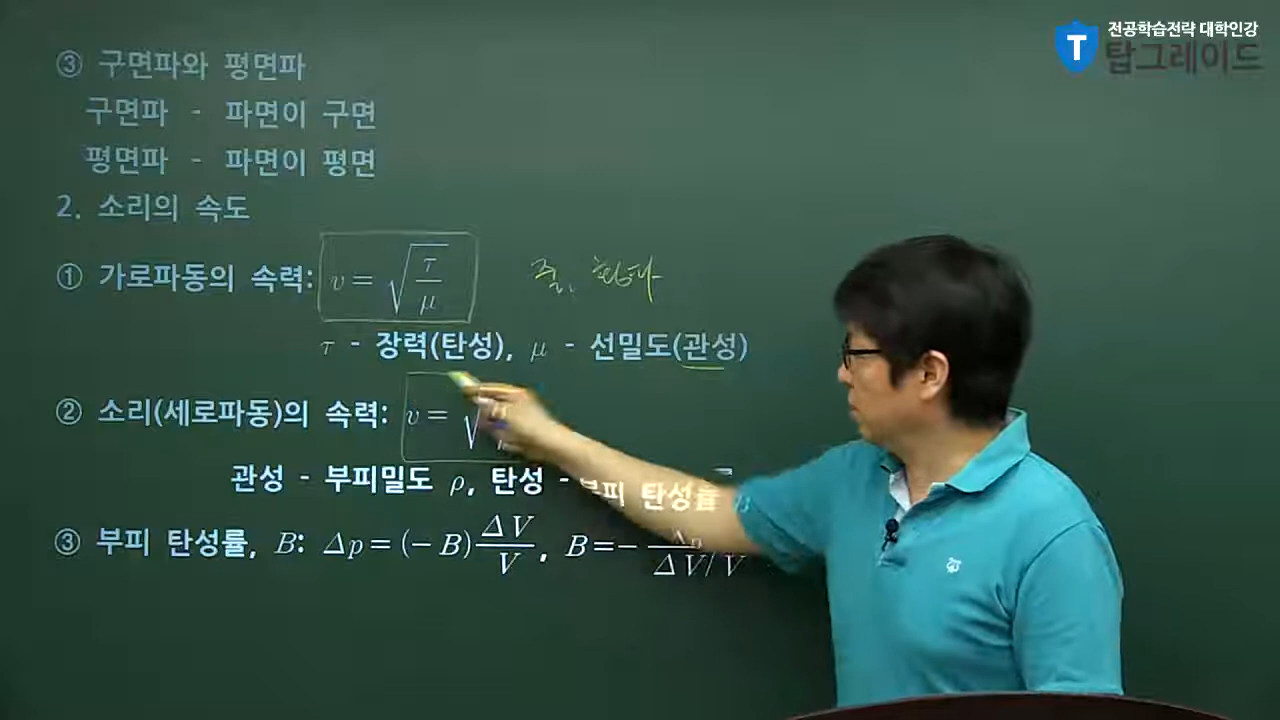 전공학습전략 대학인강
T 탑그레이드
③ 구면파와 평면파
구면파 - 파면이 구면
평면파 - 파면이 평면
2. 소리의 속도
① 가로파동의 속력: v = √(τ/μ) 줄,
τ - 장력(탄성), μ - 선밀도(관성)
② 소리(세로파동)의 속력: v = √
관성 - 부피밀도 ρ, 탄성 - 부피 탄성률 B
③ 부피 탄성률, B: Δp = (-B) ΔV/V, B = - Δp/(ΔV/V)